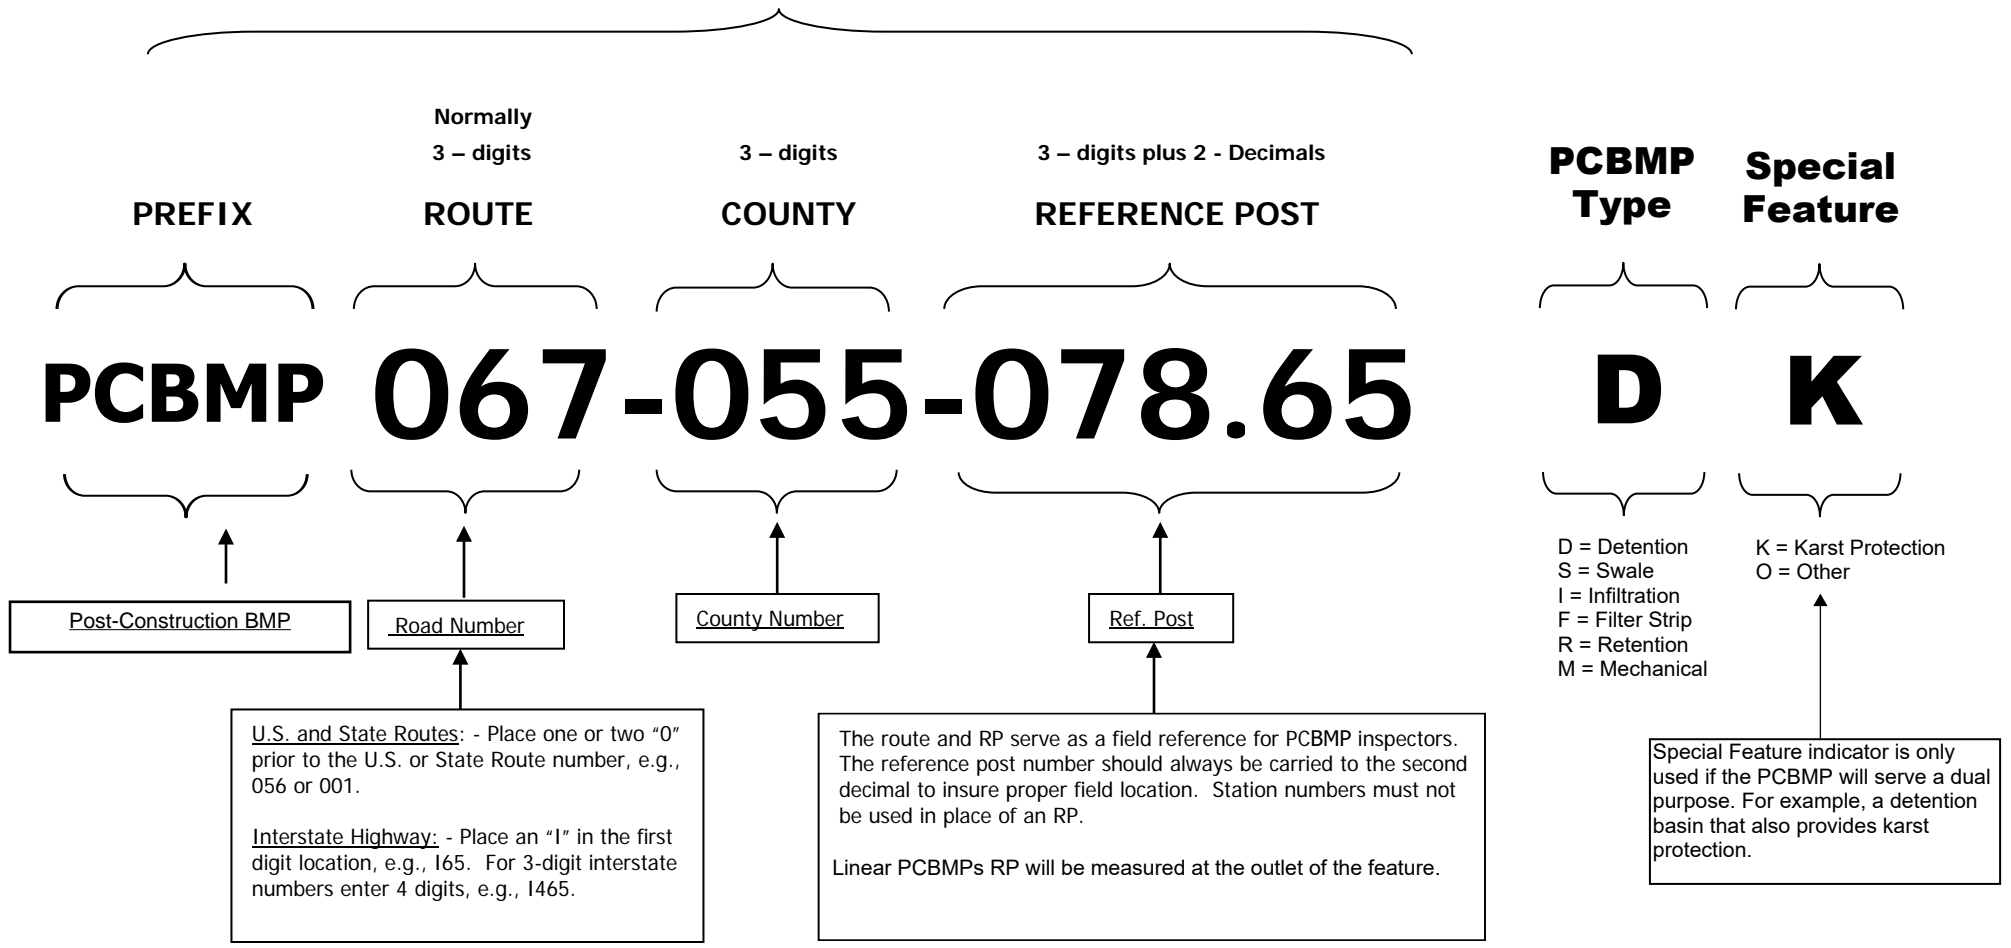 Normally
3 – digits
3 – digits
3 – digits plus 2 - Decimals
PCBMP
Type
Special
Feature
PREFIX
ROUTE
COUNTY
REFERENCE POST
PCBMP 067-055-078.65 D K
D = Detention
S = Swale
I = Infiltration
F = Filter Strip
R = Retention
M = Mechanical
K = Karst Protection
O = Other
Post-Construction BMP
Road Number
County Number
Ref. Post
U.S. and State Routes: - Place one or two “0”
prior to the U.S. or State Route number, e.g.,
056 or 001.
Interstate Highway: - Place an “I” in the first
digit location, e.g., I65.  For 3-digit interstate
numbers enter 4 digits, e.g., I465.
The route and RP serve as a field reference for PCBMP inspectors.
The reference post number should always be carried to the second
decimal to insure proper field location.  Station numbers must not
be used in place of an RP.
Linear PCBMPs RP will be measured at the outlet of the feature.
Special Feature indicator is only
used if the PCBMP will serve a dual
purpose. For example, a detention
basin that also provides karst
protection.